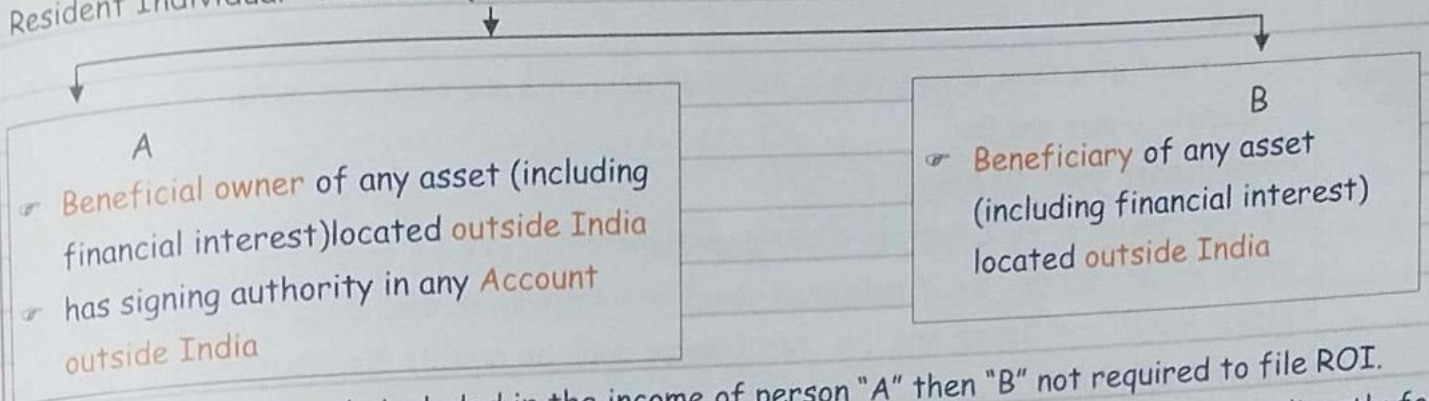 Resident
A
☞ Beneficial owner of any asset (including
financial interest)located outside India
☞ has signing authority in any Account
outside India
B
☞ Beneficiary of any asset
(including financial interest)
located outside India
in the income of person "A" then "B" not required to file ROI.